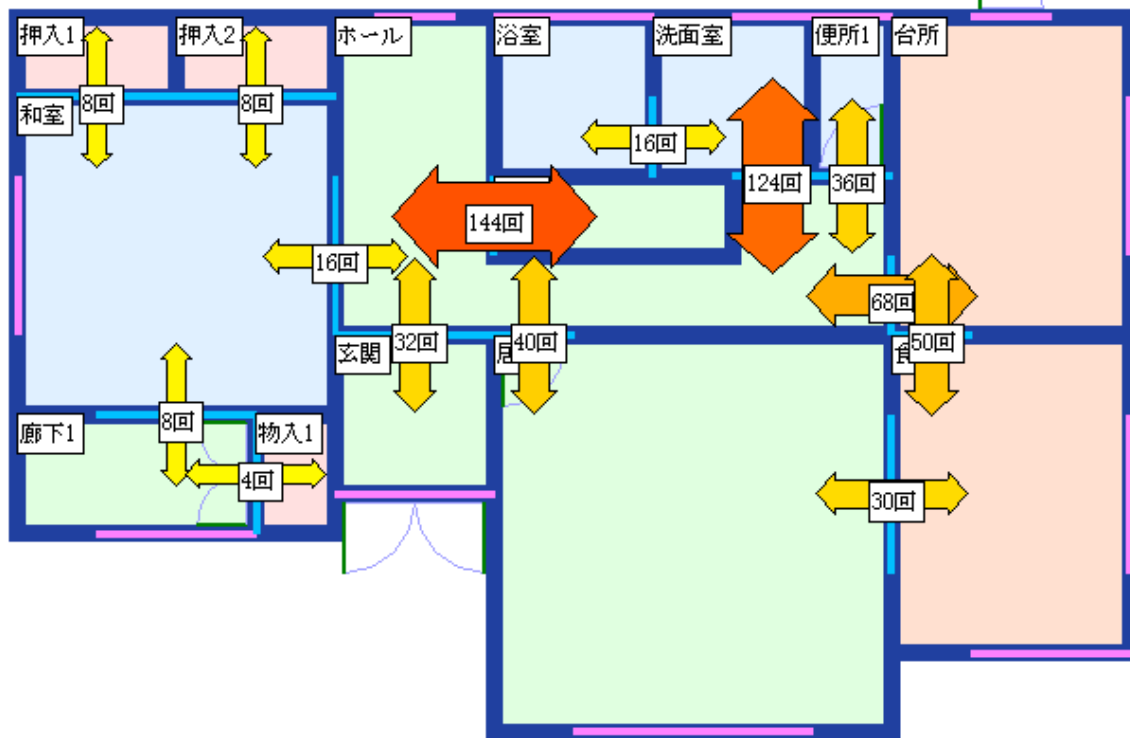 押入1
押入2
ホール
浴室
洗面室
便所1
台所
和室
8回
8回
16回
124回
36回
144回
16回
68回
玄関
32回
居
40回
50回
廊下1
8回
物入1
4回
30回